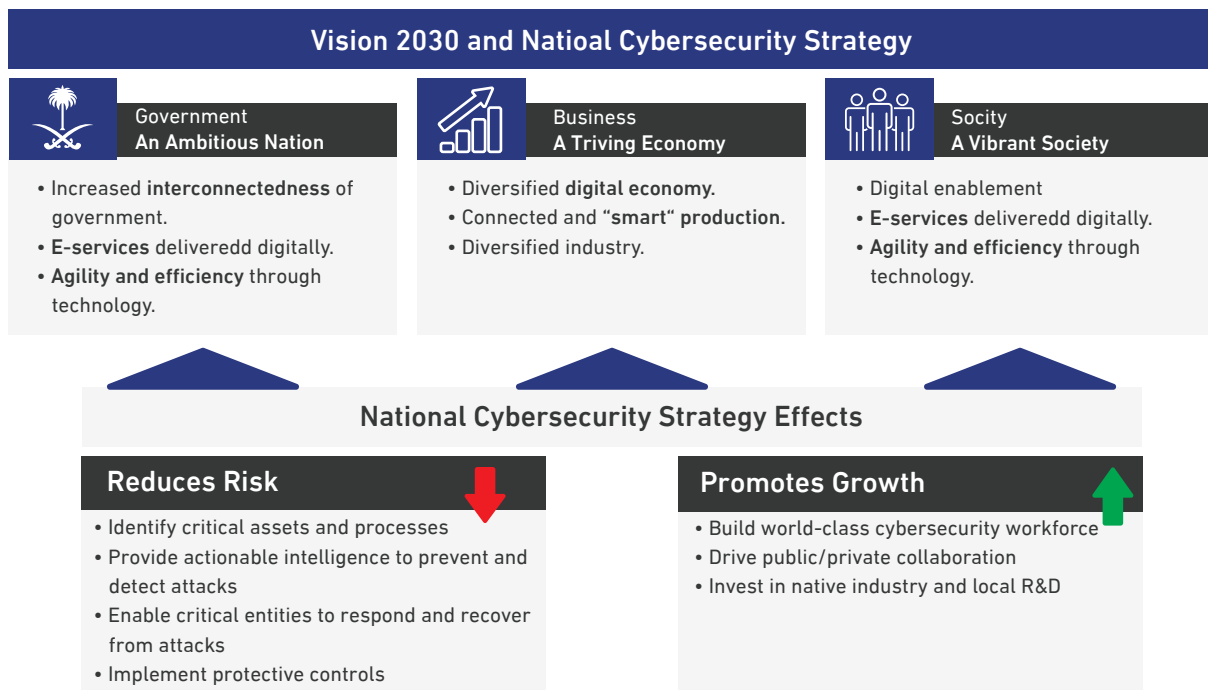 Vision 2030 and Natioal Cybersecurity Strategy
Government
An Ambitious Nation
• Increased interconnectedness of
government.
• E-services deliveredd digitally.
• Agility and efficiency through
technology.
Business
A Triving Economy
• Diversified digital economy.
• Connected and “smart“ production.
• Diversified industry.
Socity
A Vibrant Society
• Digital enablement
• E-services deliveredd digitally.
• Agility and efficiency through
technology.
National Cybersecurity Strategy Effects
Reduces Risk
• Identify critical assets and processes
• Provide actionable intelligence to prevent and
detect attacks
• Enable critical entities to respond and recover
from attacks
• Implement protective controls
Promotes Growth
• Build world-class cybersecurity workforce
• Drive public/private collaboration
• Invest in native industry and local R&D